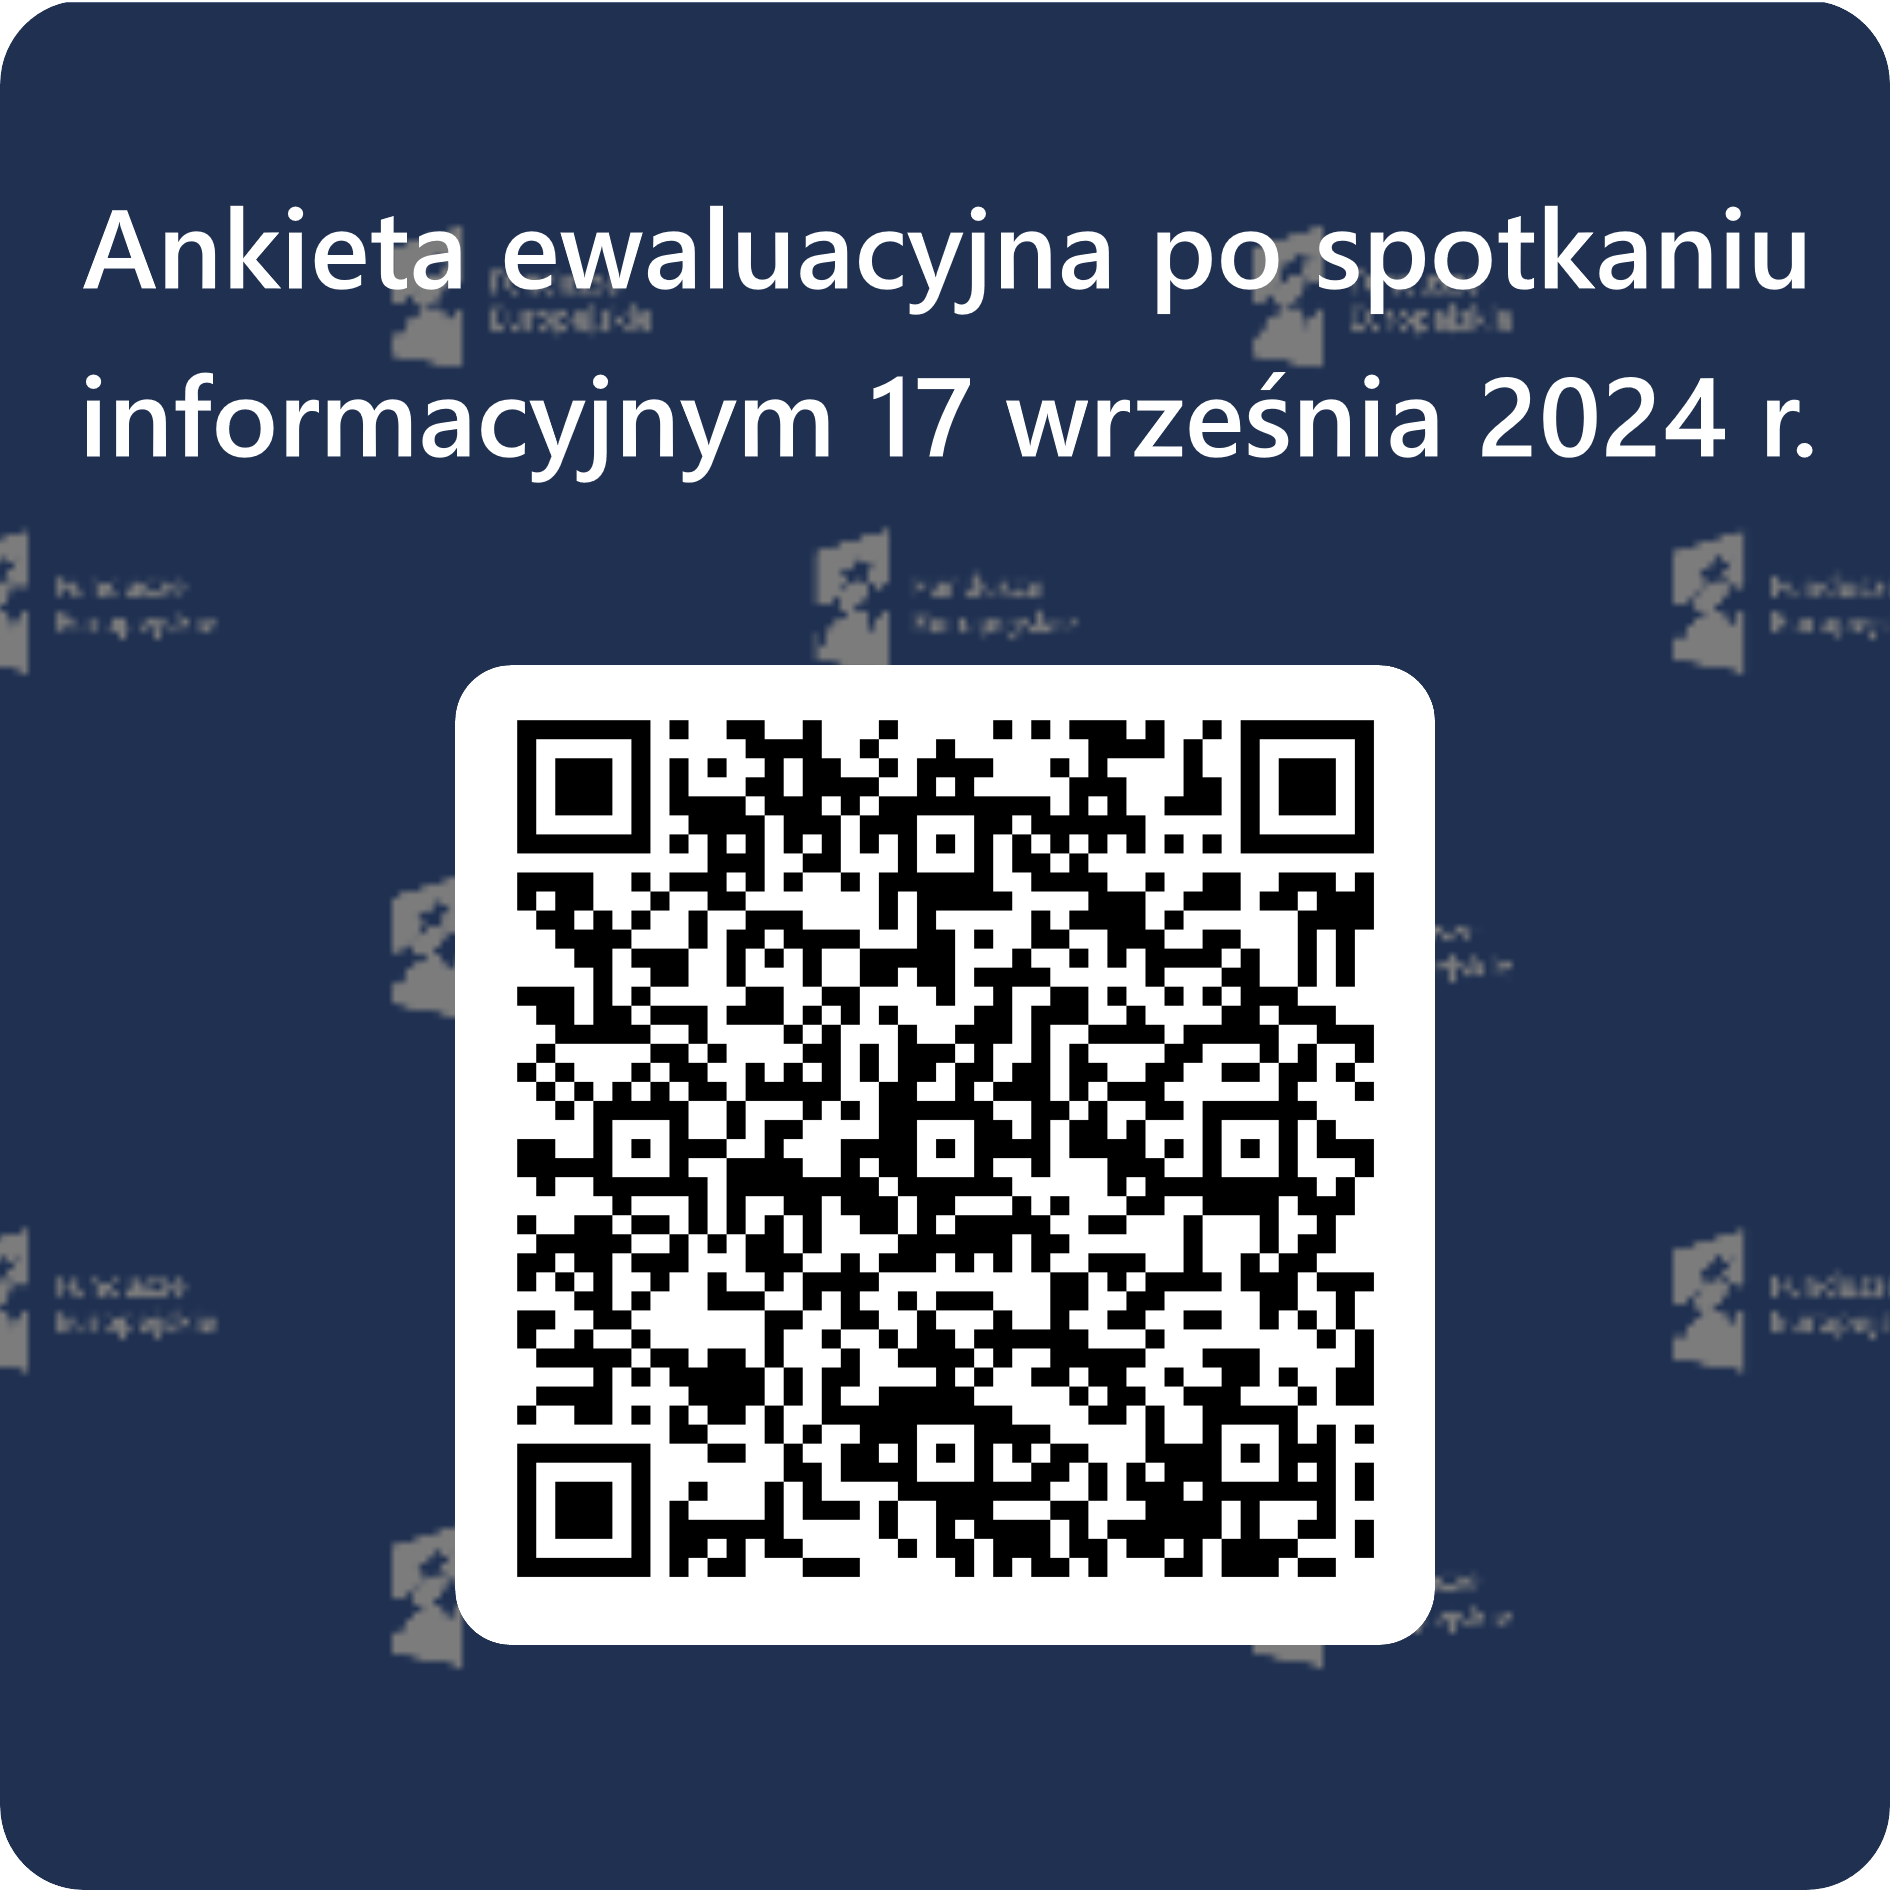 Ankieta ewaluacyjna po spotkaniu
informacyjnym 17 września 2024 r.